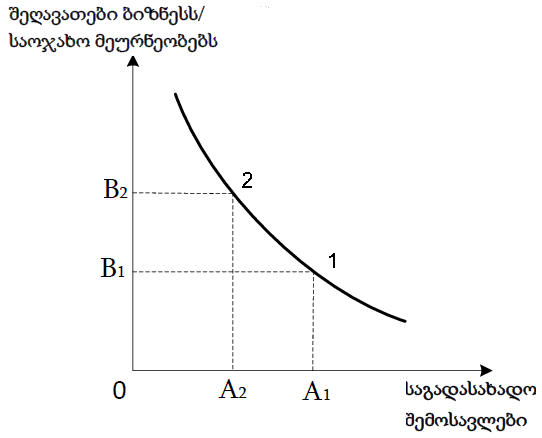 შეღავათები ბიზნესს/
საოჯახო მეურნეობებს
2
B2
1
B1
0
A2
A1
საგადასახადო
შემოსავლები